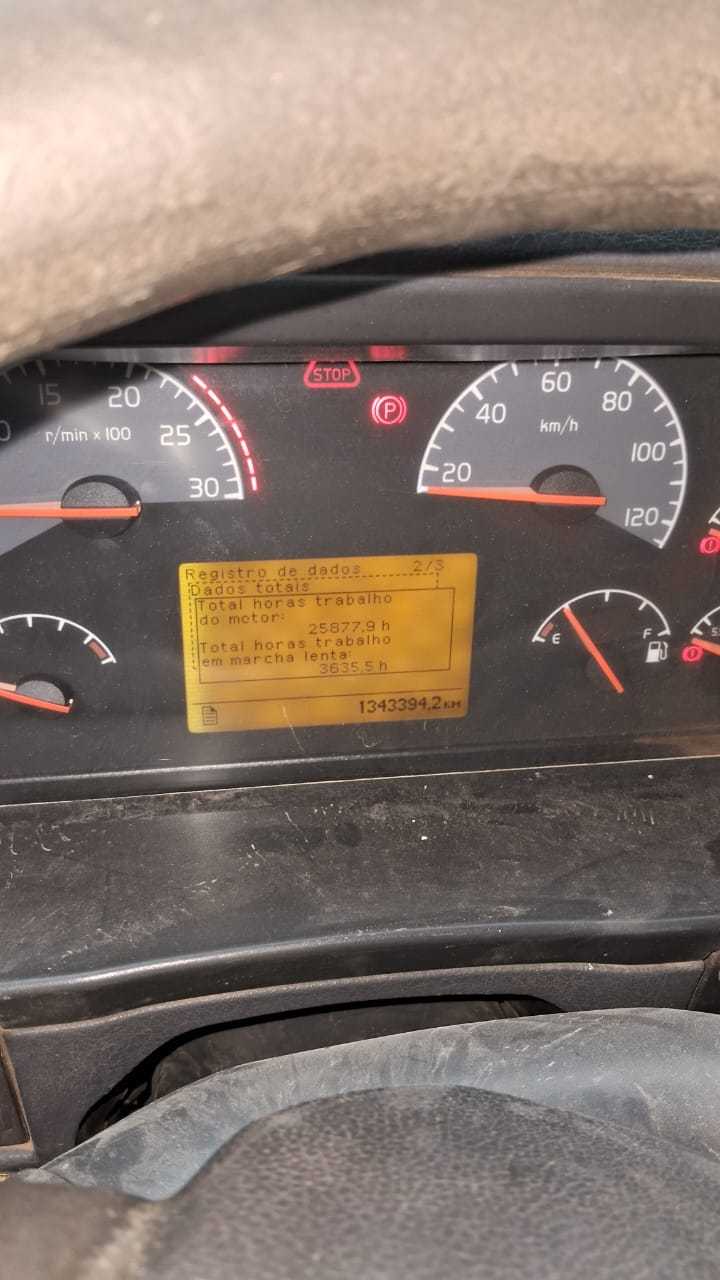 STOP
P
15
20
25
30
r/min x 100
20
40
60
80
100
120
km/h
Registro de dados 2/3
Dados totais
Total horas trabalho
do motor:
25877.9 h
Total horas trabalho
em marcha lenta:
3635.5 h
1343394.2 KM
E
F